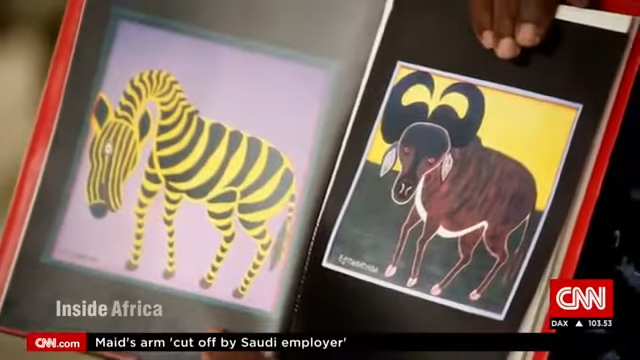 Inside Africa
CNN
DAX ▲ 103.53
CNN.com
Maid's arm 'cut off by Saudi employer'